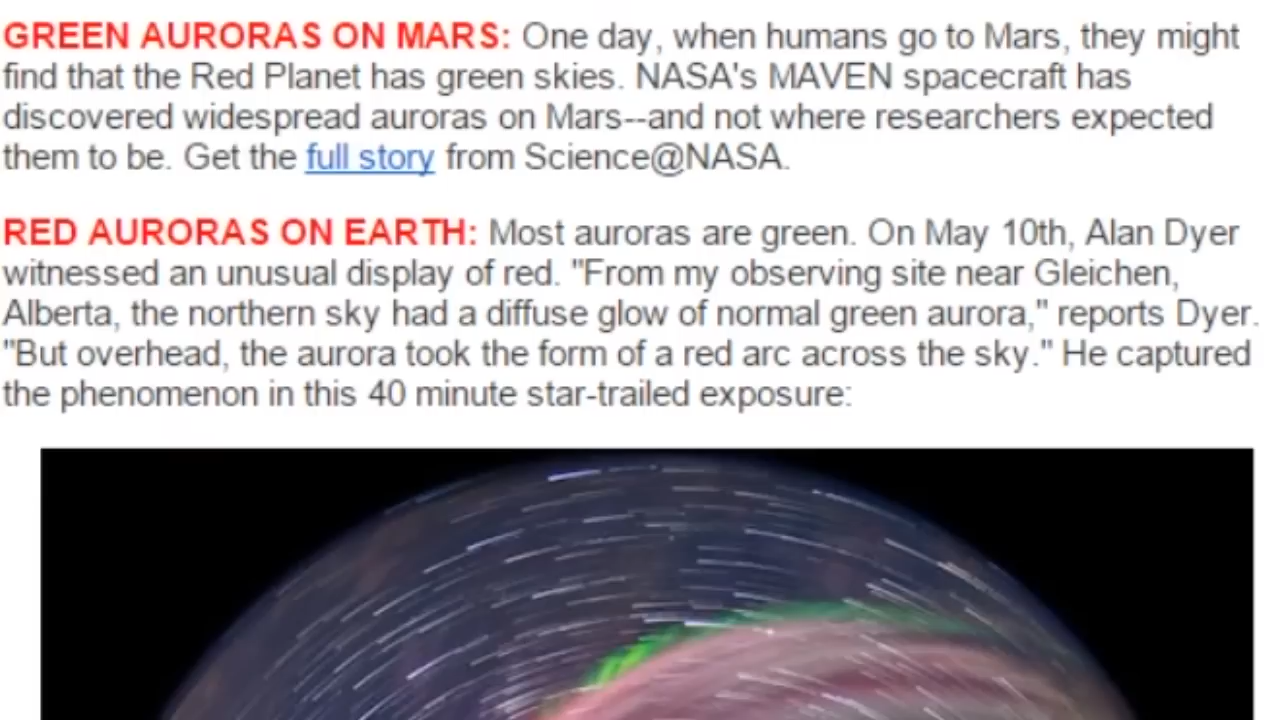 GREEN AURORAS ON MARS: One day, when humans go to Mars, they might
find that the Red Planet has green skies. NASA's MAVEN spacecraft has
discovered widespread auroras on Mars--and not where researchers expected
them to be. Get the full story from Science@NASA.
RED AURORAS ON EARTH: Most auroras are green. On May 10th, Alan Dyer
witnessed an unusual display of red. "From my observing site near Gleichen,
Alberta, the northern sky had a diffuse glow of normal green aurora," reports Dyer.
"But overhead, the aurora took the form of a red arc across the sky." He captured
the phenomenon in this 40 minute star-trailed exposure: